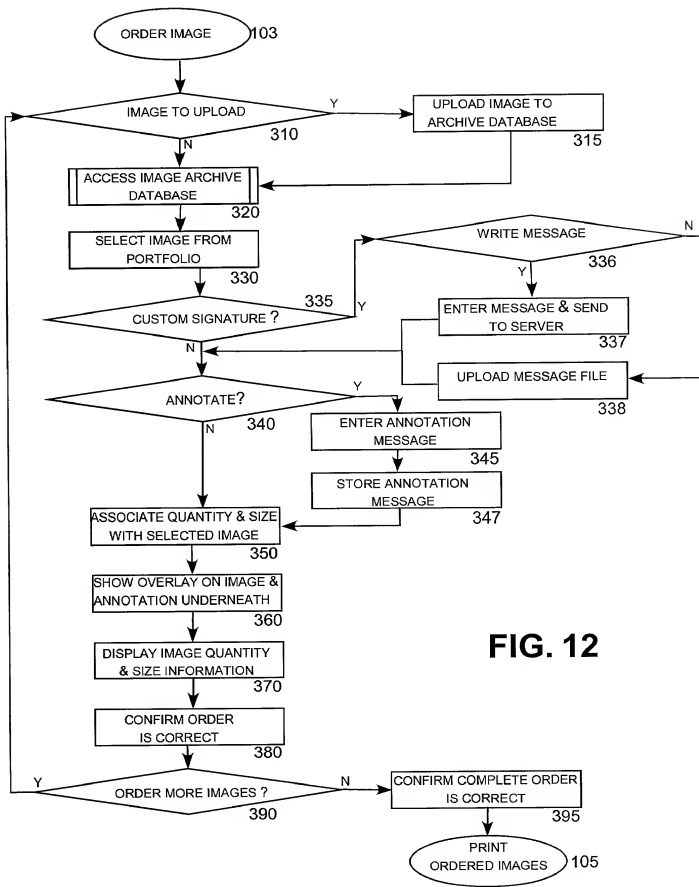 ORDER IMAGE
103
IMAGE TO UPLOAD
310
Y
N
UPLOAD IMAGE TO
ARCHIVE DATABASE
315
ACCESS IMAGE ARCHIVE
DATABASE
320
SELECT IMAGE FROM
PORTFOLIO
330
335
CUSTOM SIGNATURE ?
Y
N
WRITE MESSAGE
336
N
Y
ENTER MESSAGE & SEND
TO SERVER
337
UPLOAD MESSAGE FILE
338
ANNOTATE?
340
Y
N
ENTER ANNOTATION
MESSAGE
345
STORE ANNOTATION
MESSAGE
347
ASSOCIATE QUANTITY & SIZE
WITH SELECTED IMAGE
350
SHOW OVERLAY ON IMAGE &
ANNOTATION UNDERNEATH
360
DISPLAY IMAGE QUANTITY
& SIZE INFORMATION
370
CONFIRM ORDER
IS CORRECT
380
Y
ORDER MORE IMAGES ?
390
N
CONFIRM COMPLETE ORDER
IS CORRECT
395
PRINT
ORDERED IMAGES
105
FIG. 12